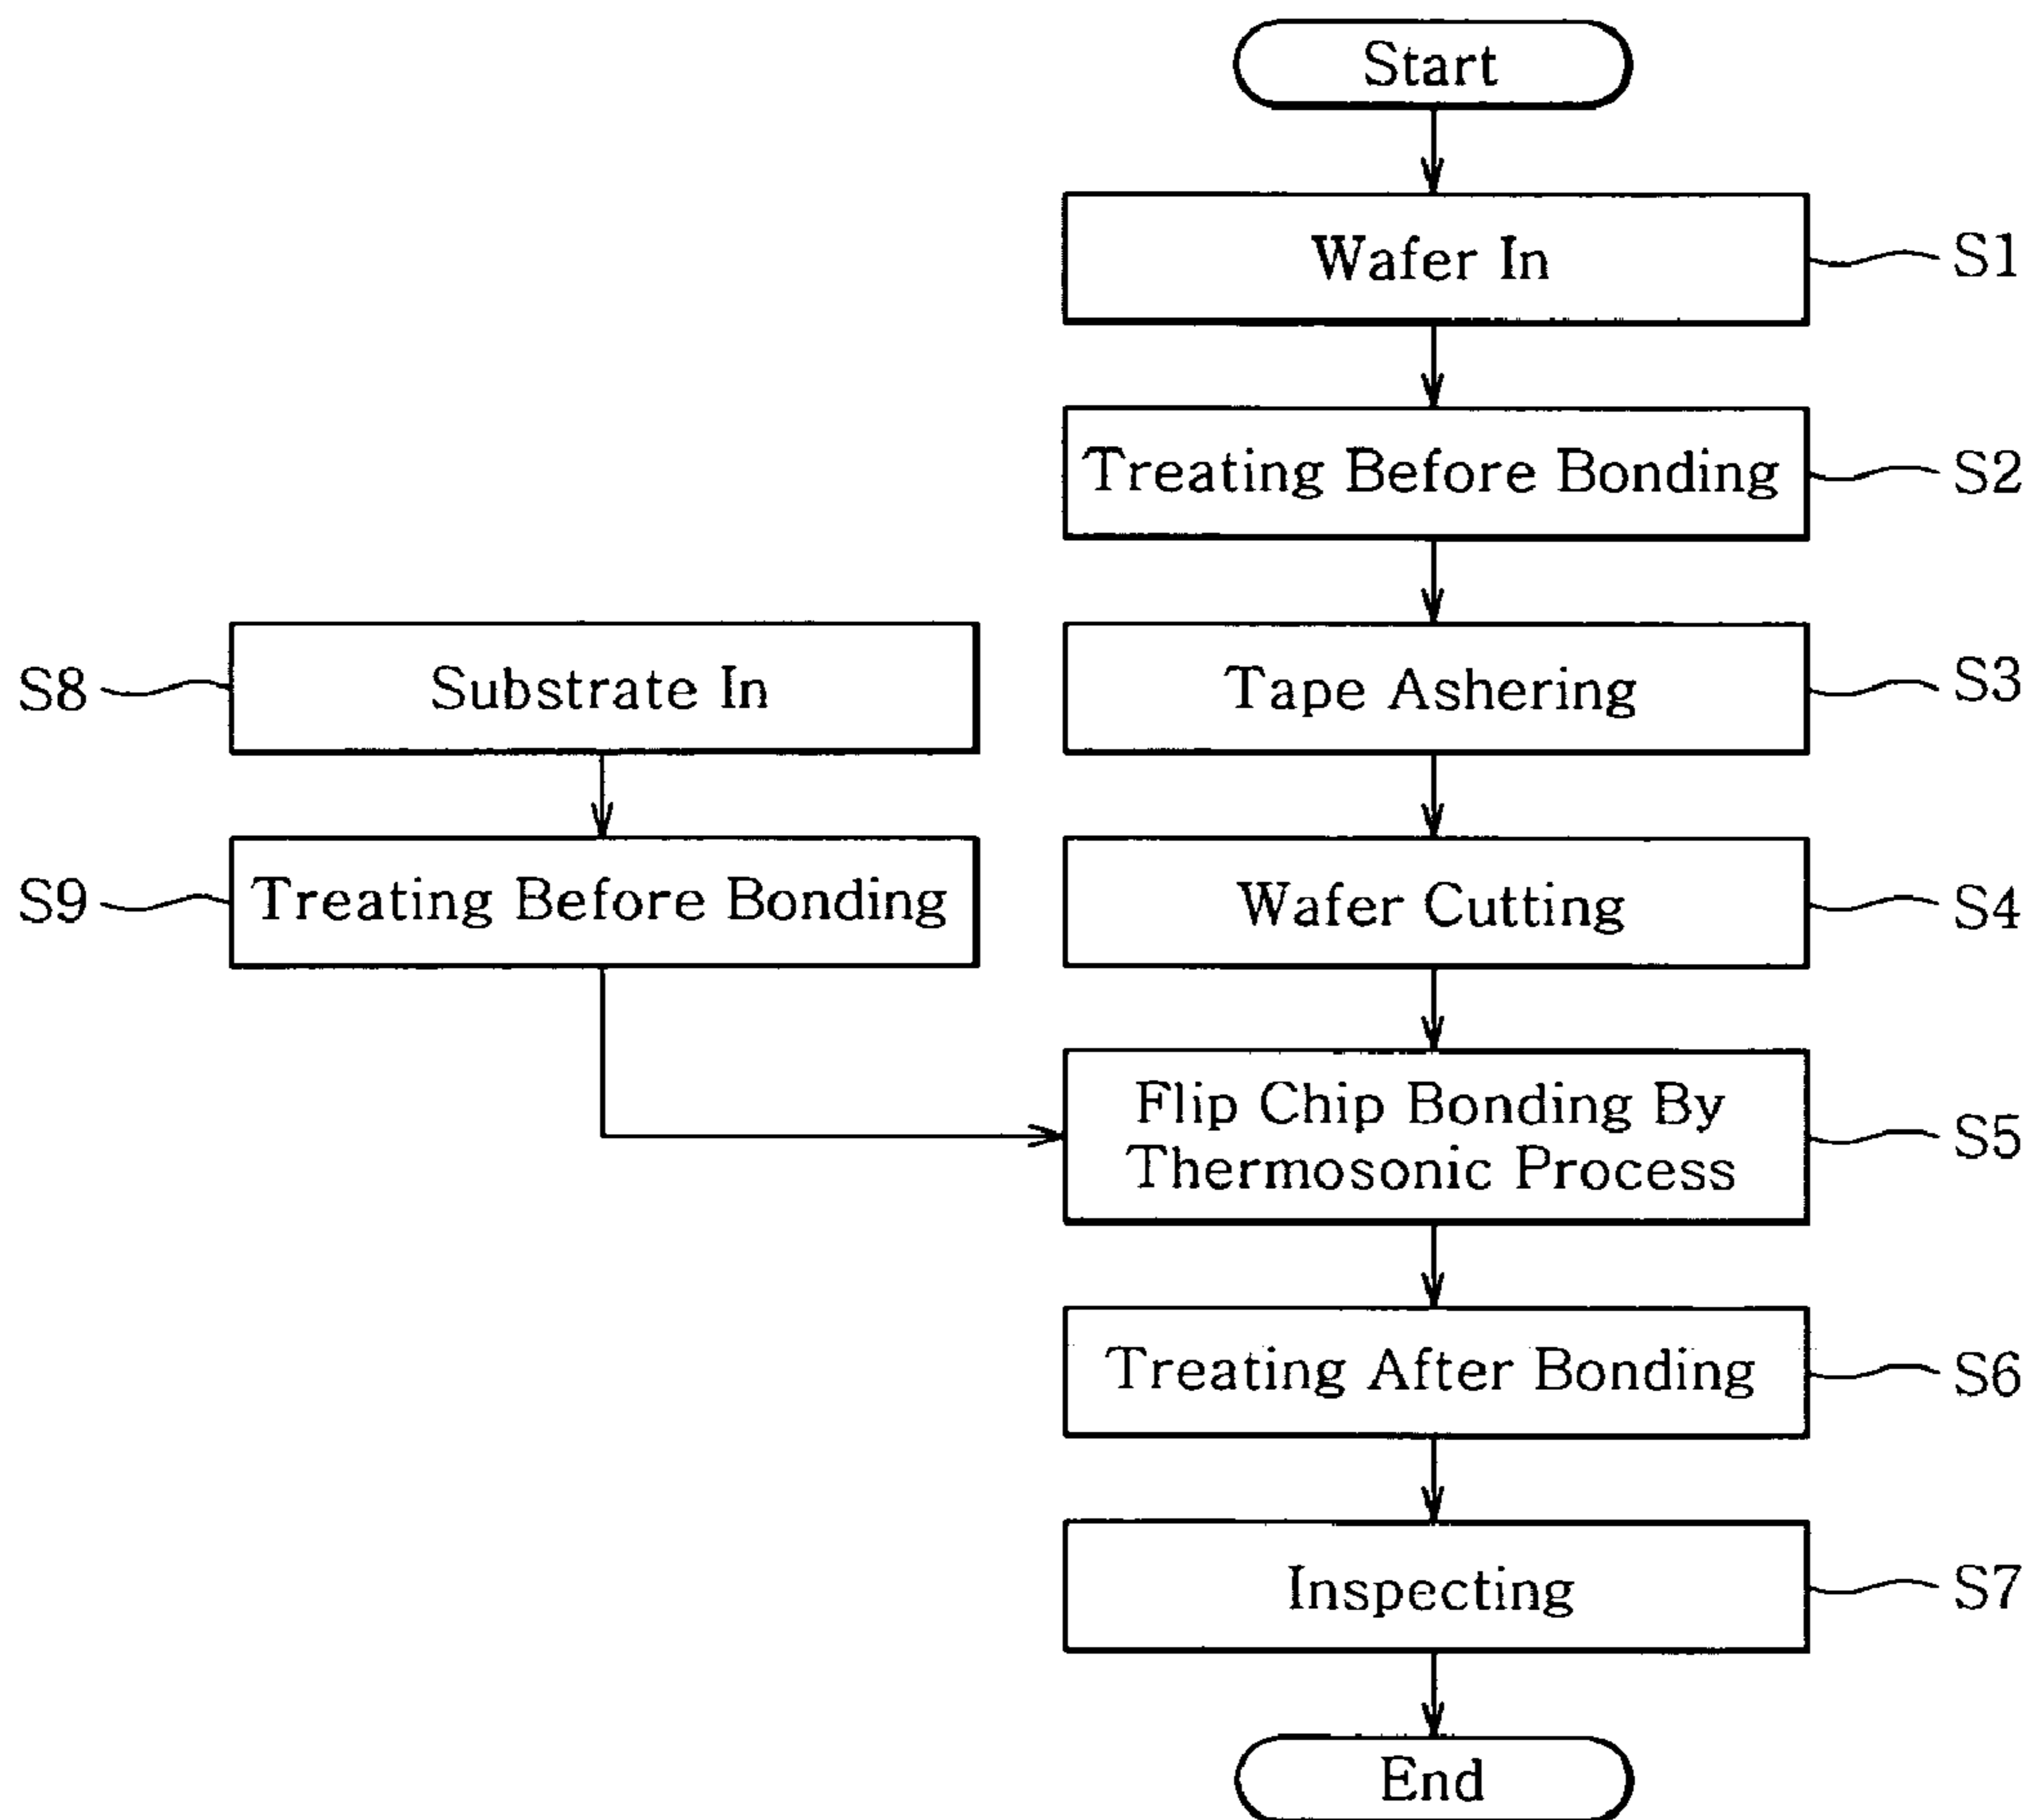 Start
Wafer In
S1
Treating Before Bonding
S2
S8
Substrate In
Tape Ashering
S3
S9
Treating Before Bonding
Wafer Cutting
S4
Flip Chip Bonding By
Thermosonic Process
S5
Treating After Bonding
S6
Inspecting
S7
End